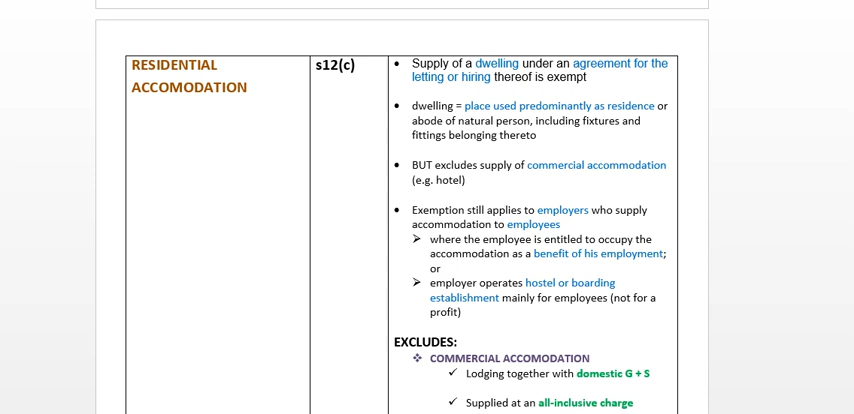 RESIDENTIAL
ACCOMODATION
s12(c)
• Supply of a dwelling under an agreement for the
letting or hiring thereof is exempt
• dwelling = place used predominantly as residence or
abode of natural person, including fixtures and
fittings belonging thereto
• BUT excludes supply of commercial accommodation
(e.g. hotel)
• Exemption still applies to employers who supply
accommodation to employees
➢ where the employee is entitled to occupy the
accommodation as a benefit of his employment;
or
➢ employer operates hostel or boarding
establishment mainly for employees (not for a
profit)
EXCLUDES:
❖ COMMERCIAL ACCOMODATION
✓ Lodging together with domestic G + S
✓ Supplied at an all-inclusive charge